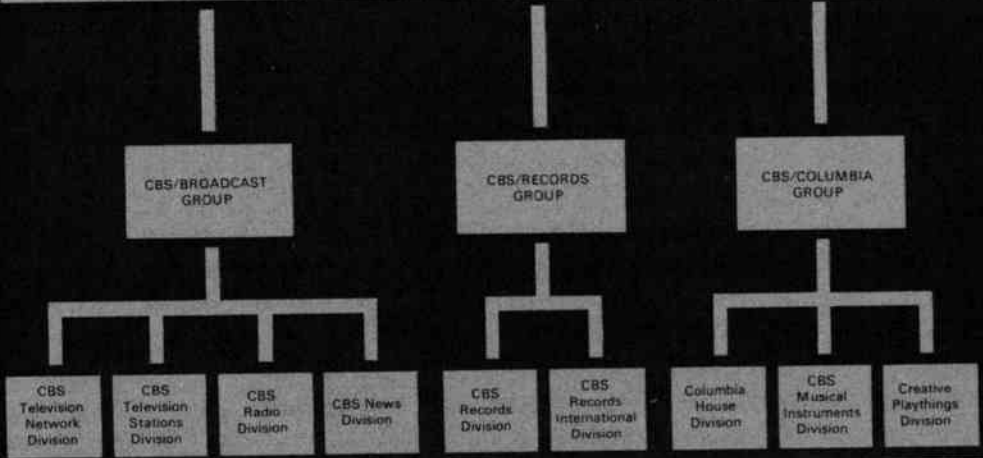 CBS/BROADCAST
GROUP
CBS/RECORDS
GROUP
CBS/COLUMBIA
GROUP
CBS
Television
Network
Division
CBS
Television
Stations
Division
CBS
Radio
Division
CBS News
Division
CBS
Records
Division
CBS
Records
International
Division
Columbia
House
Division
CBS
Musical
Instruments
Division
Creative
Playthings
Division